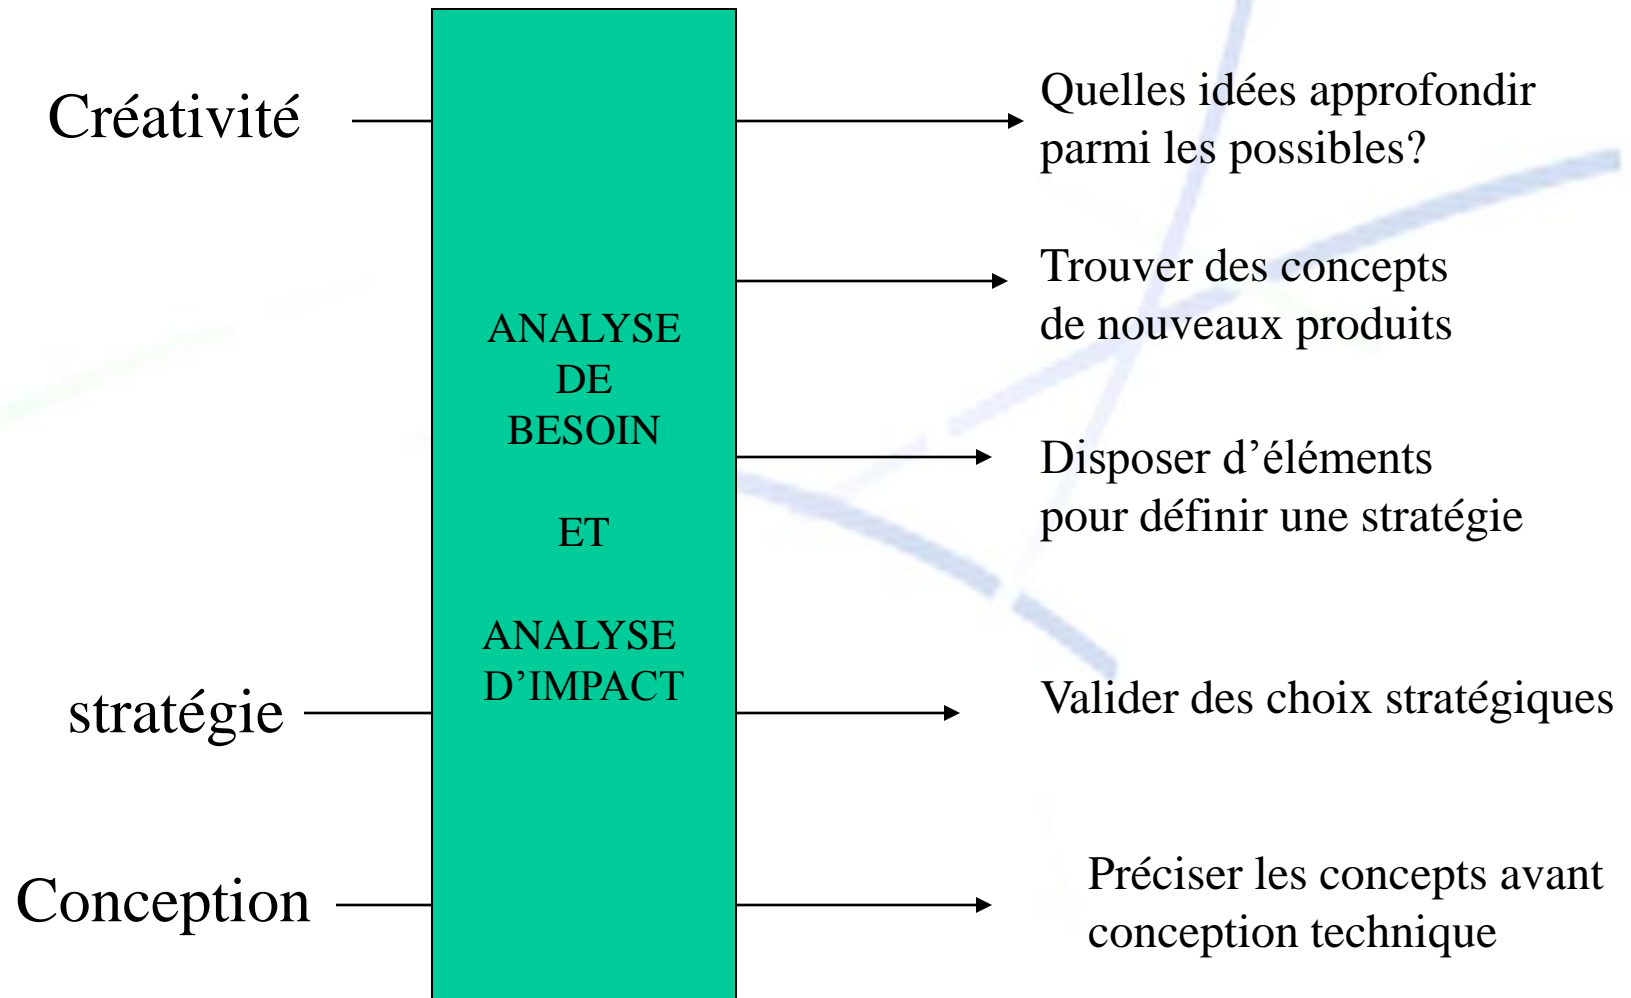 Créativité
Quelles idées approfondir
parmi les possibles?
Trouver des concepts
de nouveaux produits
ANALYSE
DE
BESOIN
ET
ANALYSE
D’IMPACT
Disposer d’éléments
pour définir une stratégie
stratégie
Valider des choix stratégiques
Conception
Préciser les concepts avant
conception technique